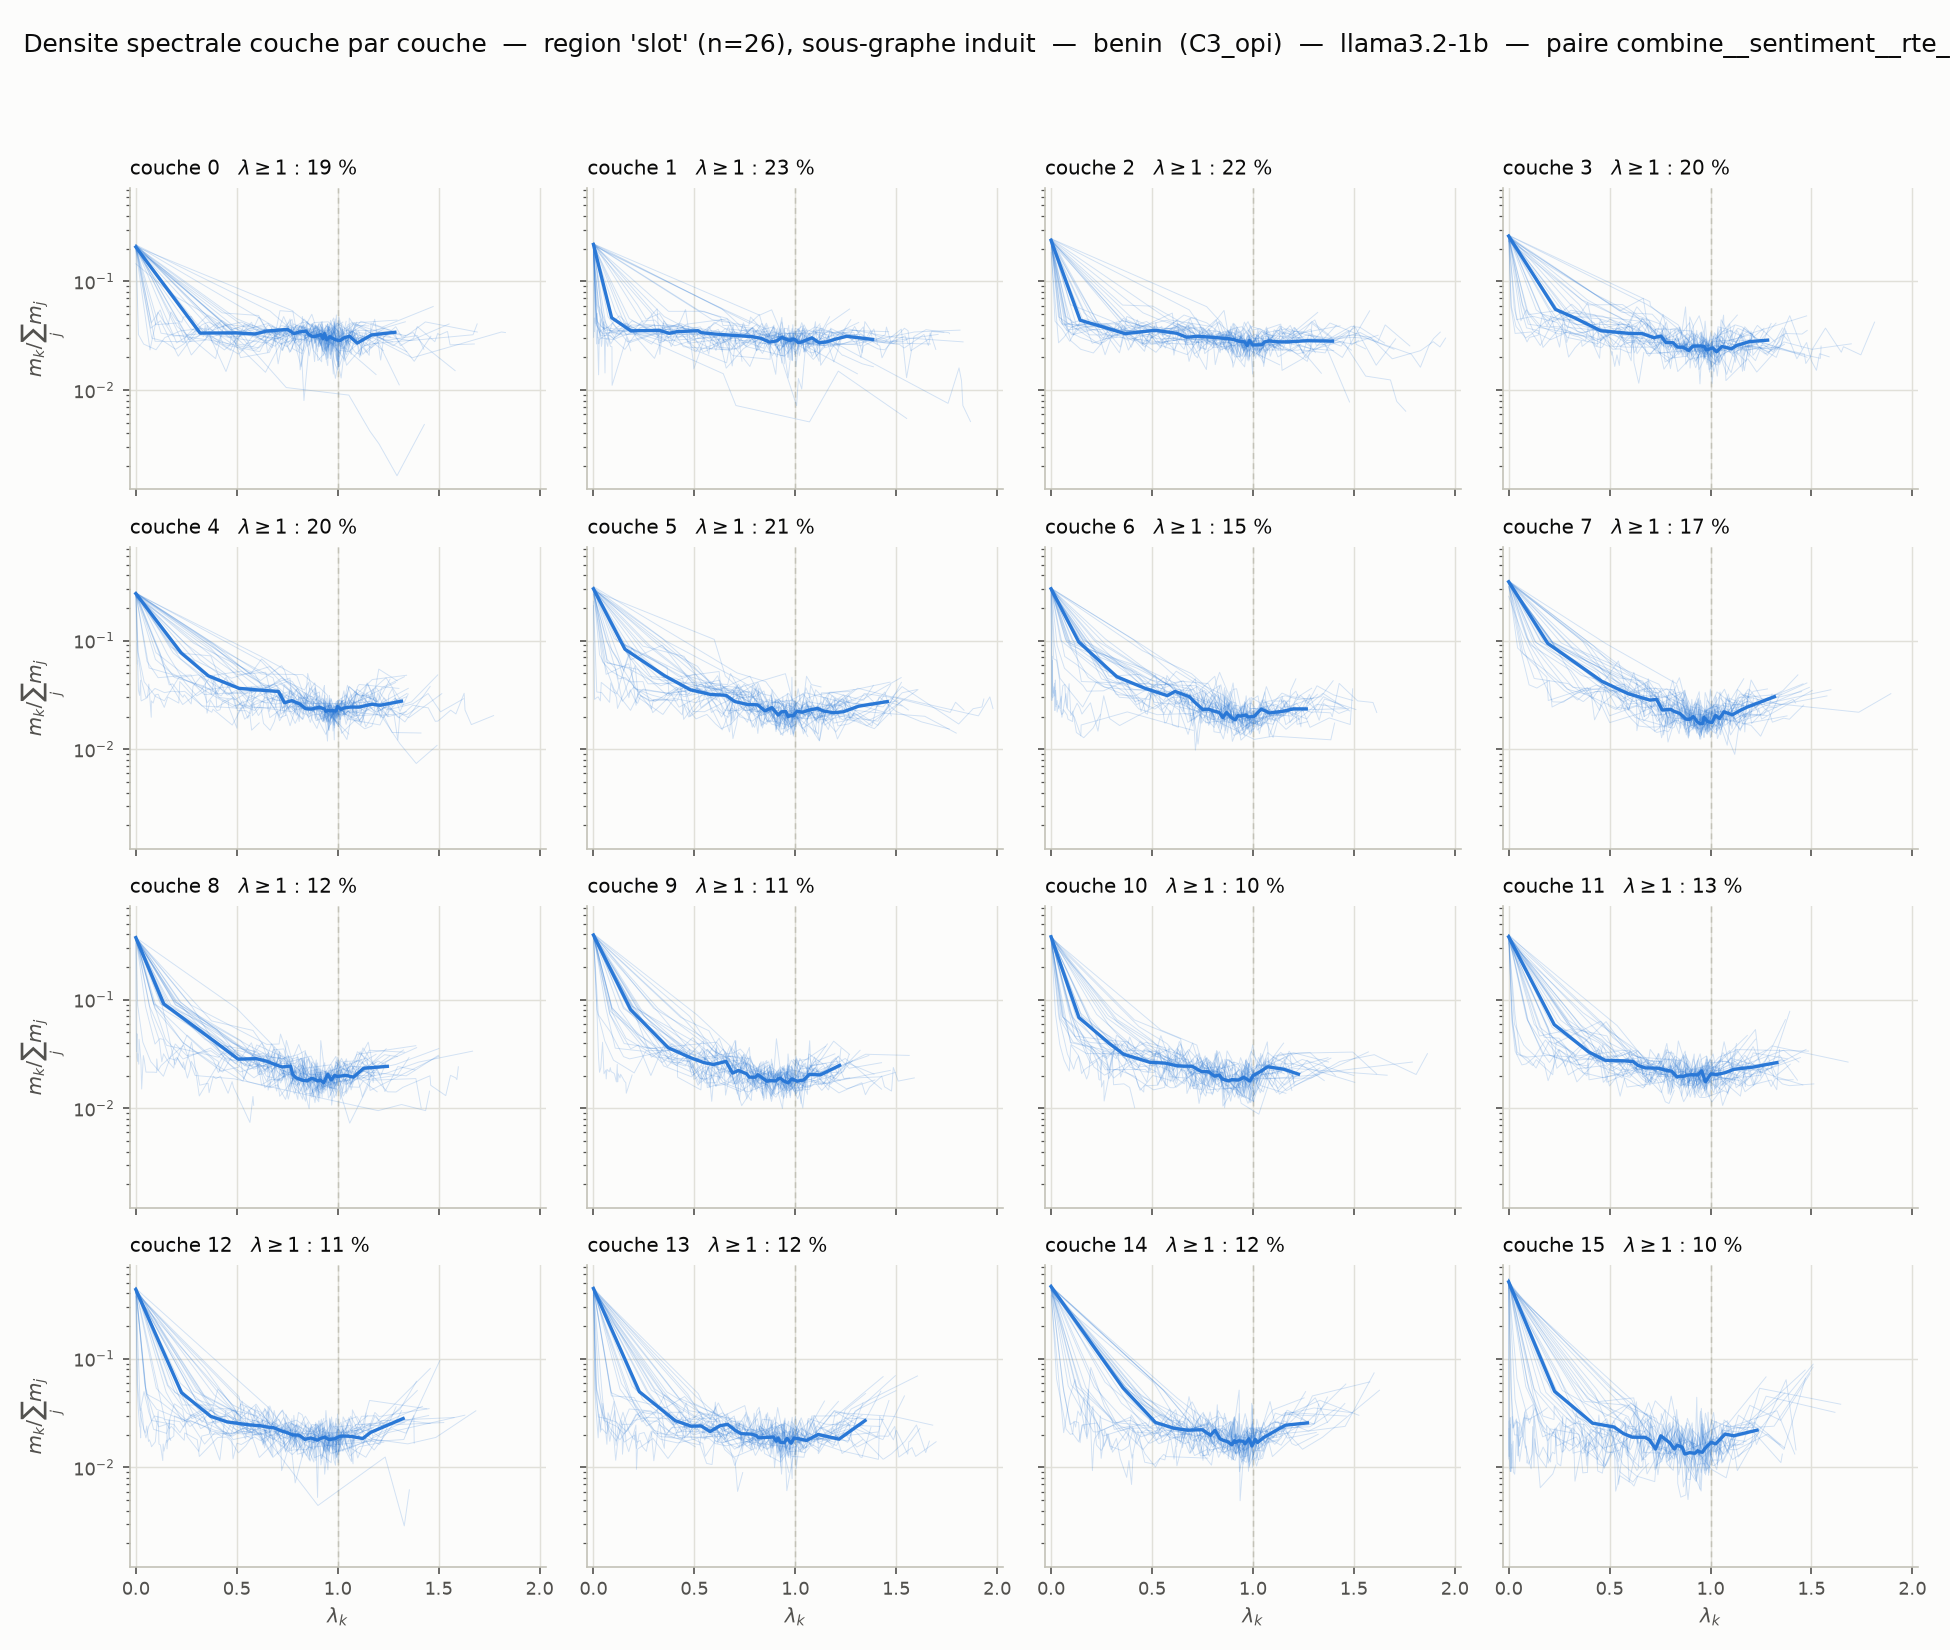 Densite spectrale couche par couche — region 'slot' (n=26), sous-graphe induit — benin (C3_opi) — llama3.2-1b — paire combine__sentiment__rte_
couche 0 λ ≥ 1 : 19 %
couche 1 λ ≥ 1 : 23 %
couche 2 λ ≥ 1 : 22 %
couche 3 λ ≥ 1 : 20 %
10⁻¹
10⁻²
m_k/∑_j m_j
couche 4 λ ≥ 1 : 20 %
couche 5 λ ≥ 1 : 21 %
couche 6 λ ≥ 1 : 15 %
couche 7 λ ≥ 1 : 17 %
10⁻¹
10⁻²
m_k/∑_j m_j
couche 8 λ ≥ 1 : 12 %
couche 9 λ ≥ 1 : 11 %
couche 10 λ ≥ 1 : 10 %
couche 11 λ ≥ 1 : 13 %
10⁻¹
10⁻²
m_k/∑_j m_j
couche 12 λ ≥ 1 : 11 %
couche 13 λ ≥ 1 : 12 %
couche 14 λ ≥ 1 : 12 %
couche 15 λ ≥ 1 : 10 %
10⁻¹
10⁻²
m_k/∑_j m_j
0.0 0.5 1.0 1.5 2.0
0.0 0.5 1.0 1.5 2.0
0.0 0.5 1.0 1.5 2.0
0.0 0.5 1.0 1.5 2.0
λ_k
λ_k
λ_k
λ_k